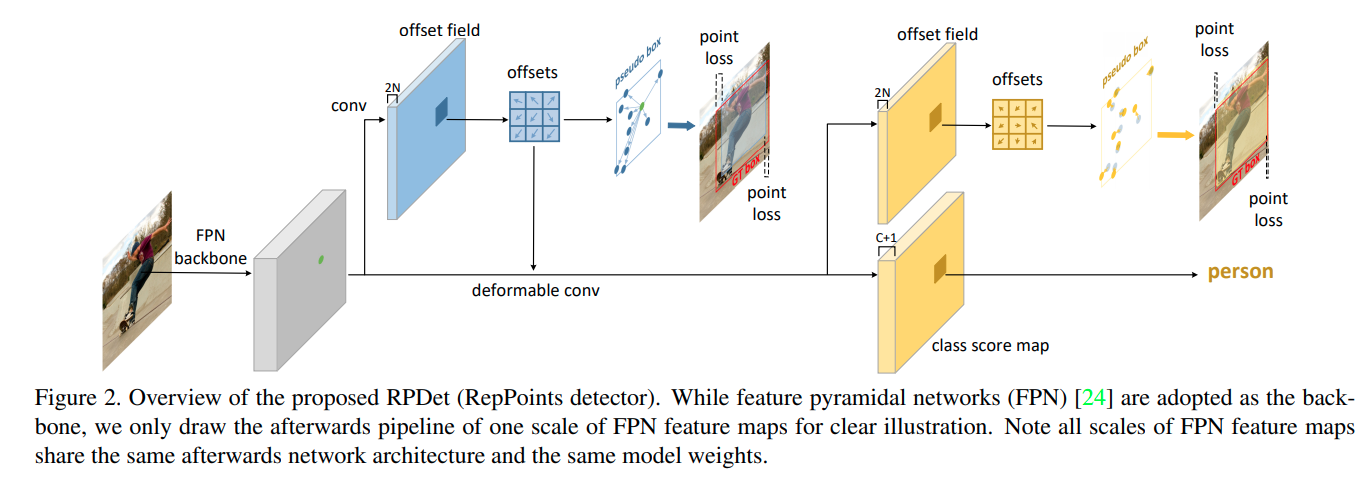 offset field
2N
conv
offsets
pseudo box
point
loss
GT box
point
loss
FPN
backbone
deformable conv
offset field
2N
offsets
pseudo box
point
loss
GT box
point
loss
C+1
class score map
person
Figure 2. Overview of the proposed RPDet (RepPoints detector). While feature pyramidal networks (FPN) [24] are adopted as the back-
bone, we only draw the afterwards pipeline of one scale of FPN feature maps for clear illustration. Note all scales of FPN feature maps
share the same afterwards network architecture and the same model weights.